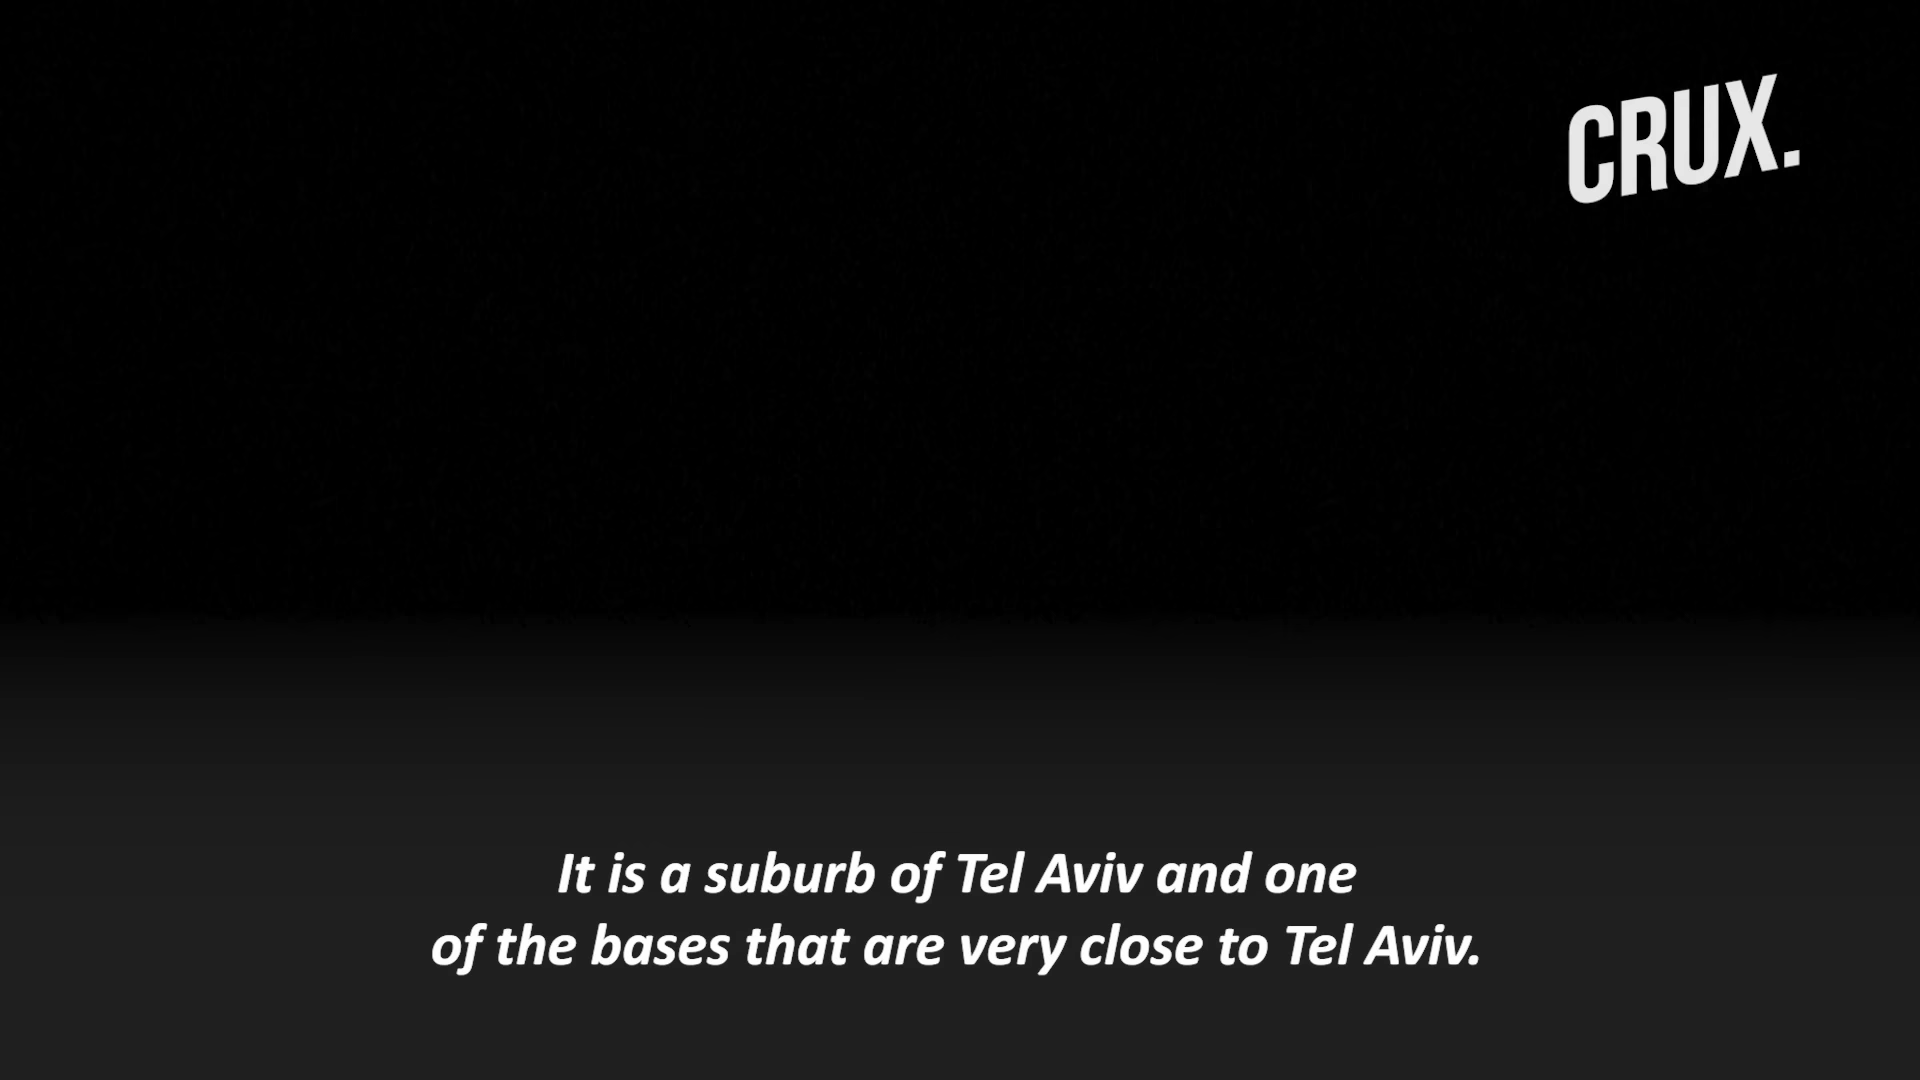 CRUX.
It is a suburb of Tel Aviv and one
of the bases that are very close to Tel Aviv.